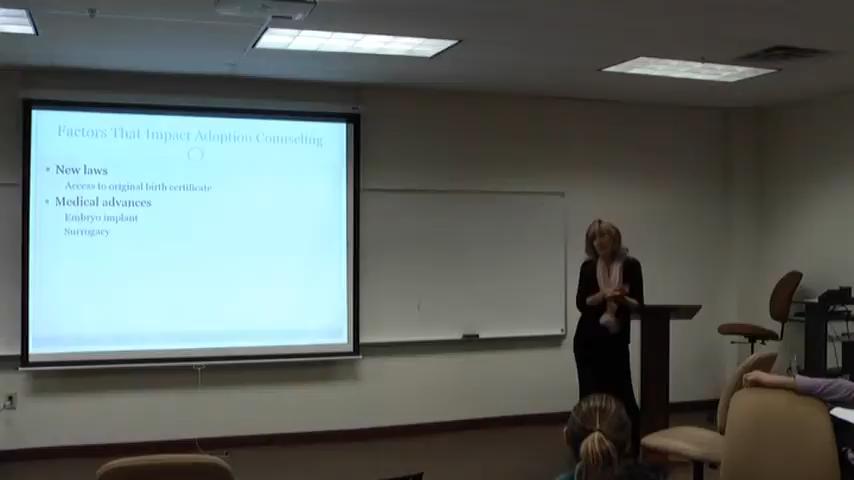 Factors That Impact Adoption Counseling
• New laws
Access to original birth certificate
• Medical advances
Embryo implant
Surrogacy